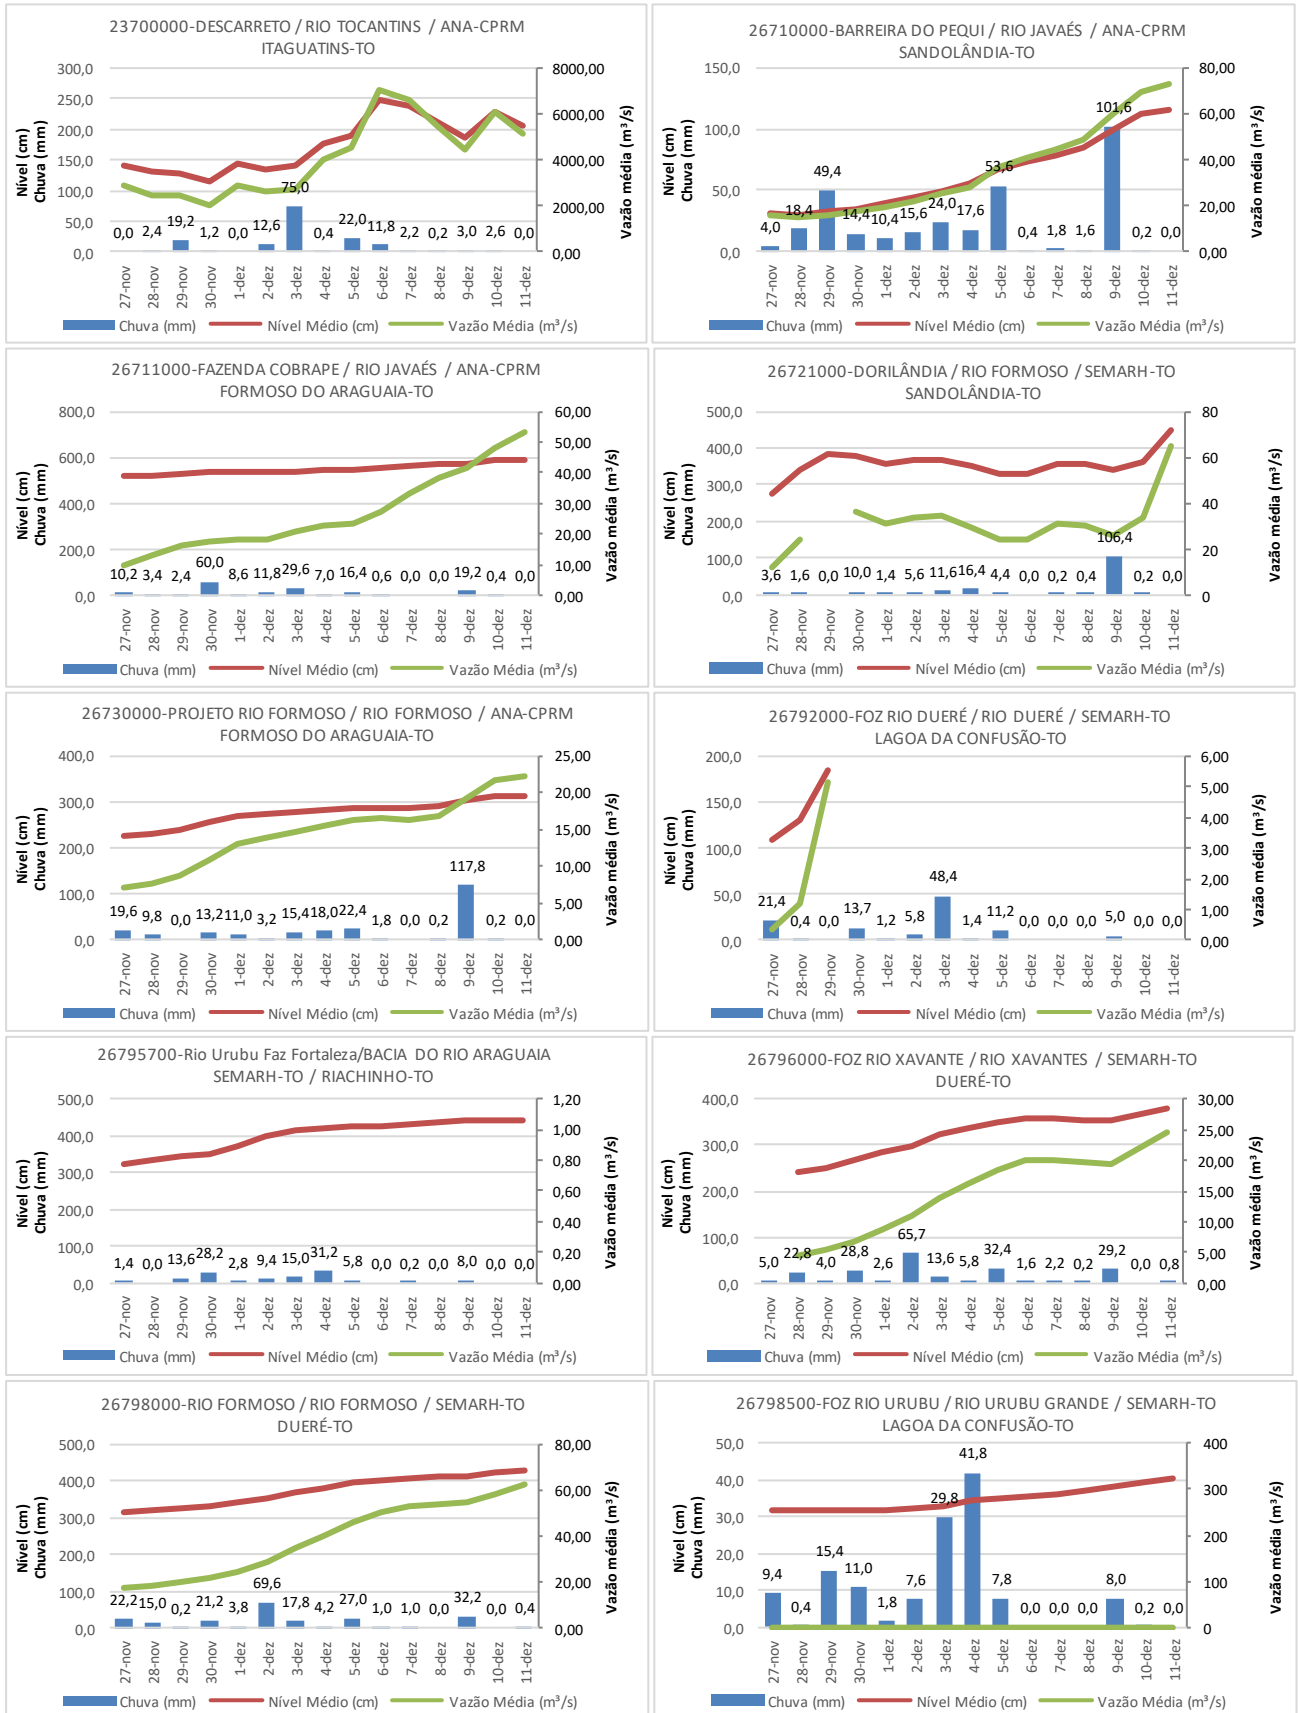 23700000-DESCARRETO / RIO TOCANTINS / ANA-CPRM
ITAGUATINS-TO
300,0
250,0
200,0
150,0
100,0
50,0
0,0
Nível (cm)
Chuva (mm)
8000,00
6000,00
4000,00
2000,00
0,00
Vazão média (m³/s)
0,0 2,4 19,2 1,2 0,0 12,6 75,0 0,4 22,0 11,8 2,2 0,2 3,0 2,6 0,0
27-nov 28-nov 29-nov 30-nov 1-dez 2-dez 3-dez 4-dez 5-dez 6-dez 7-dez 8-dez 9-dez 10-dez 11-dez
Chuva (mm) Nível Médio (cm) Vazão Média (m³/s)
26710000-BARREIRA DO PEQUI / RIO JAVAÉS / ANA-CPRM
SANDOLÂNDIA-TO
150,0
100,0
50,0
0,0
Nível (cm)
Chuva (mm)
80,00
60,00
40,00
20,00
0,00
Vazão média (m³/s)
4,0 18,4 49,4 14,4 10,4 15,6 24,0 17,6 53,6 0,4 1,8 1,6 101,6 0,2 0,0
27-nov 28-nov 29-nov 30-nov 1-dez 2-dez 3-dez 4-dez 5-dez 6-dez 7-dez 8-dez 9-dez 10-dez 11-dez
Chuva (mm) Nível Médio (cm) Vazão Média (m³/s)
26711000-FAZENDA COBRAPE / RIO JAVAÉS / ANA-CPRM
FORMOSO DO ARAGUAIA-TO
800,0
600,0
400,0
200,0
0,0
Nível (cm)
Chuva (mm)
60,00
50,00
40,00
30,00
20,00
10,00
0,00
Vazão média (m³/s)
10,2 3,4 2,4 60,0 8,6 11,8 29,6 7,0 16,4 0,6 0,0 0,0 19,2 0,4 0,0
27-nov 28-nov 29-nov 30-nov 1-dez 2-dez 3-dez 4-dez 5-dez 6-dez 7-dez 8-dez 9-dez 10-dez 11-dez
Chuva (mm) Nível Médio (cm) Vazão Média (m³/s)
26721000-DORILÂNDIA / RIO FORMOSO / SEMARH-TO
SANDOLÂNDIA-TO
500,0
400,0
300,0
200,0
100,0
0,0
Nível (cm)
Chuva (mm)
80
60
40
20
0
Vazão média (m³/s)
3,6 1,6 0,0 10,0 1,4 5,6 11,6 16,4 4,4 0,0 0,2 0,4 106,4 0,2 0,0
27-nov 28-nov 29-nov 30-nov 1-dez 2-dez 3-dez 4-dez 5-dez 6-dez 7-dez 8-dez 9-dez 10-dez 11-dez
Chuva (mm) Nível Médio (cm) Vazão Média (m³/s)
26730000-PROJETO RIO FORMOSO / RIO FORMOSO / ANA-CPRM
FORMOSO DO ARAGUAIA-TO
400,0
300,0
200,0
100,0
0,0
Nível (cm)
Chuva (mm)
25,00
20,00
15,00
10,00
5,00
0,00
Vazão média (m³/s)
19,6 9,8 0,0 13,2 11,0 3,2 15,4 18,0 22,4 1,8 0,0 0,2 117,8 0,2 0,0
27-nov 28-nov 29-nov 30-nov 1-dez 2-dez 3-dez 4-dez 5-dez 6-dez 7-dez 8-dez 9-dez 10-dez 11-dez
Chuva (mm) Nível Médio (cm) Vazão Média (m³/s)
26792000-FOZ RIO DUERÉ / RIO DUERÉ / SEMARH-TO
LAGOA DA CONFUSÃO-TO
200,0
150,0
100,0
50,0
0,0
Nível (cm)
Chuva (mm)
6,00
5,00
4,00
3,00
2,00
1,00
0,00
Vazão média (m³/s)
21,4 0,4 0,0 13,7 1,2 5,8 48,4 1,4 11,2 0,0 0,0 0,0 5,0 0,0 0,0
27-nov 28-nov 29-nov 30-nov 1-dez 2-dez 3-dez 4-dez 5-dez 6-dez 7-dez 8-dez 9-dez 10-dez 11-dez
Chuva (mm) Nível Médio (cm) Vazão Média (m³/s)
26795700-Rio Urubu Faz Fortaleza/BACIA DO RIO ARAGUAIA
SEMARH-TO / RIACHINHO-TO
500,0
400,0
300,0
200,0
100,0
0,0
Nível (cm)
Chuva (mm)
1,20
1,00
0,80
0,60
0,40
0,20
0,00
Vazão média (m³/s)
1,4 0,0 13,6 28,2 2,8 9,4 15,0 31,2 5,8 0,0 0,2 0,0 8,0 0,0 0,0
27-nov 28-nov 29-nov 30-nov 1-dez 2-dez 3-dez 4-dez 5-dez 6-dez 7-dez 8-dez 9-dez 10-dez 11-dez
Chuva (mm) Nível Médio (cm) Vazão Média (m³/s)
26796000-FOZ RIO XAVANTE / RIO XAVANTES / SEMARH-TO
DUERÉ-TO
400,0
300,0
200,0
100,0
0,0
Nível (cm)
Chuva (mm)
30,00
25,00
20,00
15,00
10,00
5,00
0,00
Vazão média (m³/s)
5,0 22,8 4,0 28,8 2,6 65,7 13,6 5,8 32,4 1,6 2,2 0,2 29,2 0,0 0,8
27-nov 28-nov 29-nov 30-nov 1-dez 2-dez 3-dez 4-dez 5-dez 6-dez 7-dez 8-dez 9-dez 10-dez 11-dez
Chuva (mm) Nível Médio (cm) Vazão Média (m³/s)
26798000-RIO FORMOSO / RIO FORMOSO / SEMARH-TO
DUERÉ-TO
500,0
400,0
300,0
200,0
100,0
0,0
Nível (cm)
Chuva (mm)
80,00
60,00
40,00
20,00
0,00
Vazão média (m³/s)
22,2 15,0 0,2 21,2 3,8 69,6 17,8 4,2 27,0 1,0 1,0 0,0 32,2 0,0 0,4
27-nov 28-nov 29-nov 30-nov 1-dez 2-dez 3-dez 4-dez 5-dez 6-dez 7-dez 8-dez 9-dez 10-dez 11-dez
Chuva (mm) Nível Médio (cm) Vazão Média (m³/s)
26798500-FOZ RIO URUBU / RIO URUBU GRANDE / SEMARH-TO
LAGOA DA CONFUSÃO-TO
50,0
40,0
30,0
20,0
10,0
0,0
Nível (cm)
Chuva (mm)
400
300
200
100
0
Vazão média (m³/s)
9,4 0,4 15,4 11,0 1,8 7,6 29,8 41,8 7,8 0,0 0,0 0,0 8,0 0,2 0,0
27-nov 28-nov 29-nov 30-nov 1-dez 2-dez 3-dez 4-dez 5-dez 6-dez 7-dez 8-dez 9-dez 10-dez 11-dez
Chuva (mm) Nível Médio (cm) Vazão Média (m³/s)